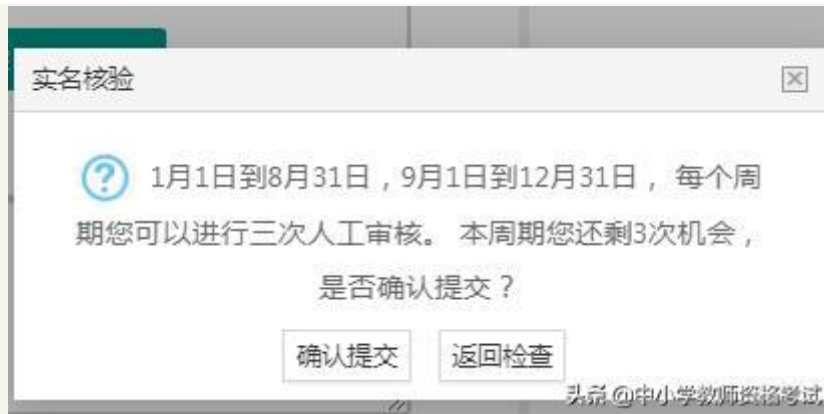 实名核验
1月1日到8月31日，9月1日到12月31日， 每个周
期您可以进行三次人工审核。 本周期您还剩3次机会，
是否确认提交？
确认提交 返回检查
头条 @中小学教师资格考试